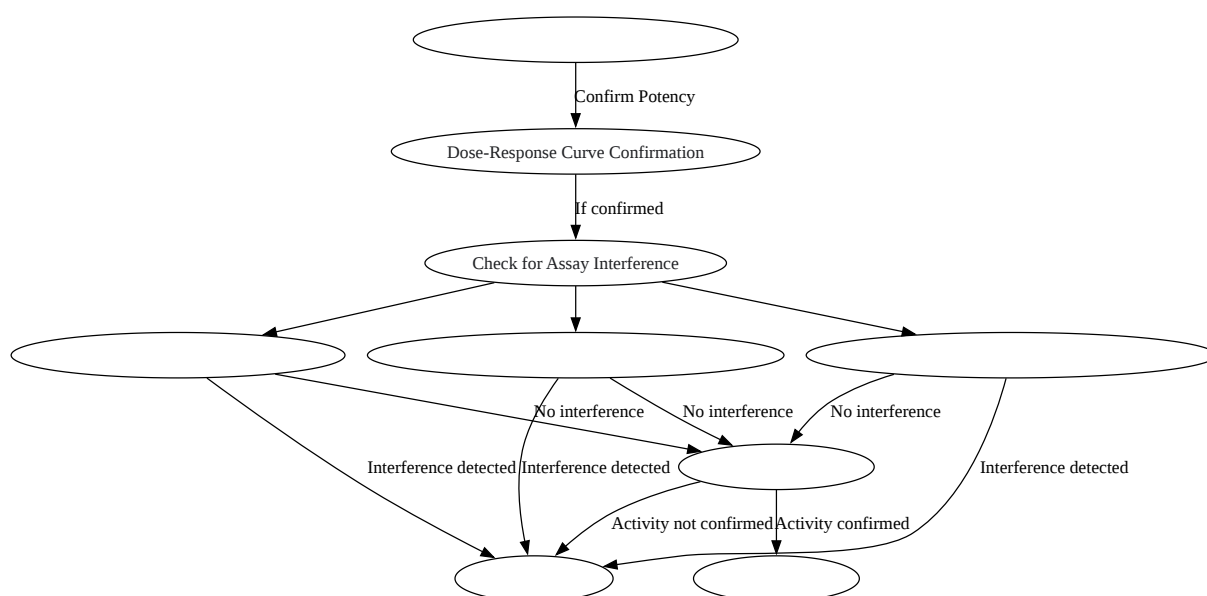 Confirm Potency
Dose-Response Curve Confirmation
If confirmed
Check for Assay Interference
No interference
No interference
No interference
Interference detected
Interference detected
Interference detected
Activity not confirmed
Activity confirmed